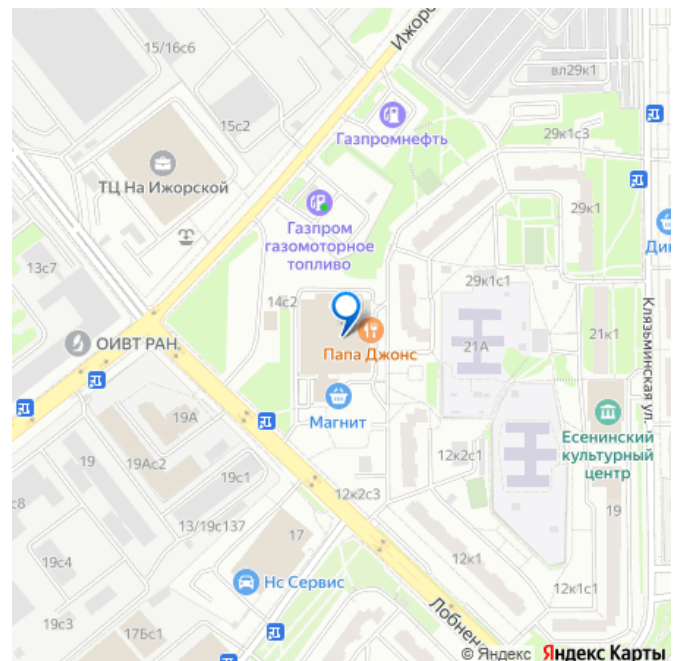 15/16с6
Ижорс
вл29к1
15с2
Газпромнефть
29к1с3
ТЦ На Ижорской
29к1
Газпром
газомоторное
топливо
Ди
13с7
14с2
29к1с1
Клязьминская ул.
ОИВТ РАН
Папа Джонс
21А
21к1
Магнит
19А
Есенинский
культурный
центр
19
19Ас2
19с1
12к2с1
с8
12к2с3
13/19с137
17
19
19с4
12к1
Нс Сервис
12к1с1
19с3
17Бс1
Лобнен
© Яндекс Яндекс Карты